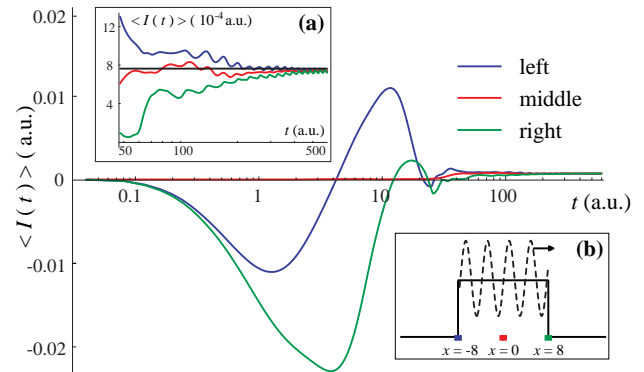 0.02
12
8
4
< I ( t ) > ( 10⁻⁴ a.u.)
(a)
t (a.u.)
50
100
500
left
middle
right
0.01
0
-0.01
-0.02
< I ( t ) > ( a.u.)
0.1
1
10
100
t (a.u.)
(b)
x = -8
x = 0
x = 8